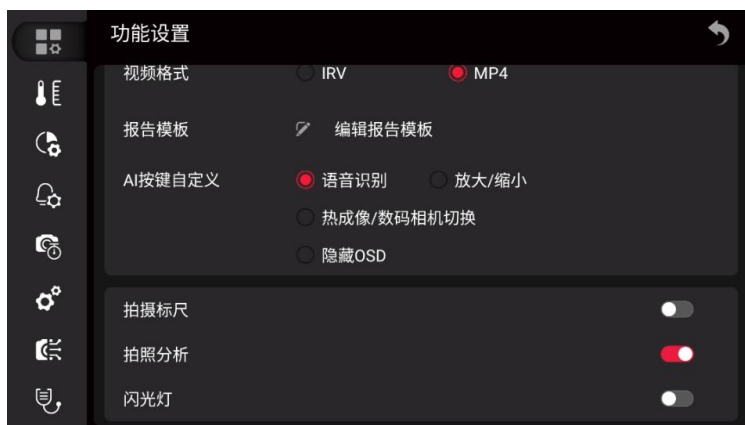 功能设置
视频格式 IRV MP4
报告模板 编辑报告模板
AI按键自定义 语音识别 放大/缩小
热成像/数码相机切换
隐藏OSD
拍摄标尺
拍照分析
闪光灯